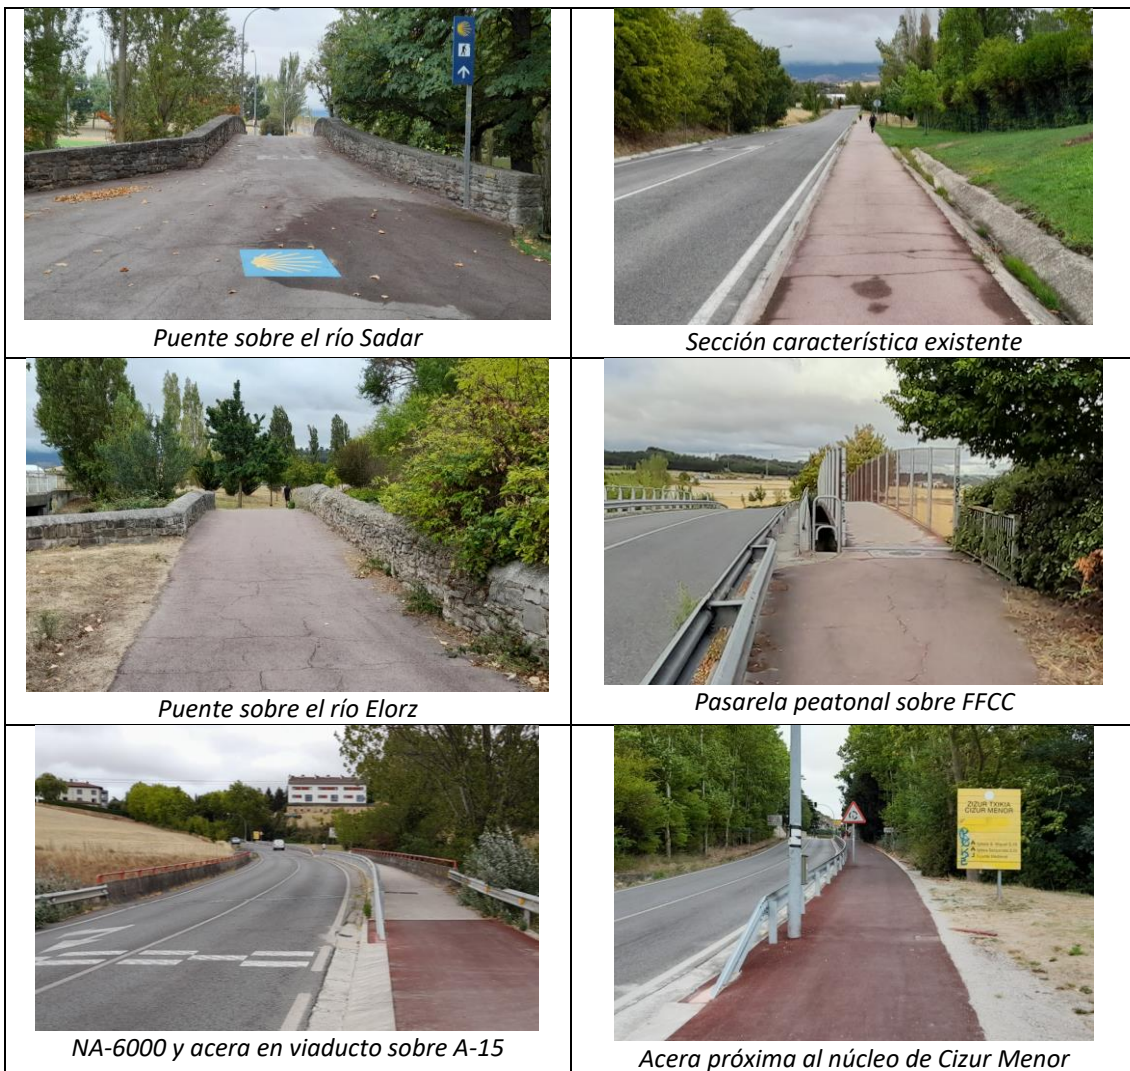 Puente sobre el río Sadar
Sección característica existente
Puente sobre el río Elorz
Pasarela peatonal sobre FFCC
ZIZUR TXIKIA
CIZUR MENOR
NA-6000 y acera en viaducto sobre A-15
Acera próxima al núcleo de Cizur Menor